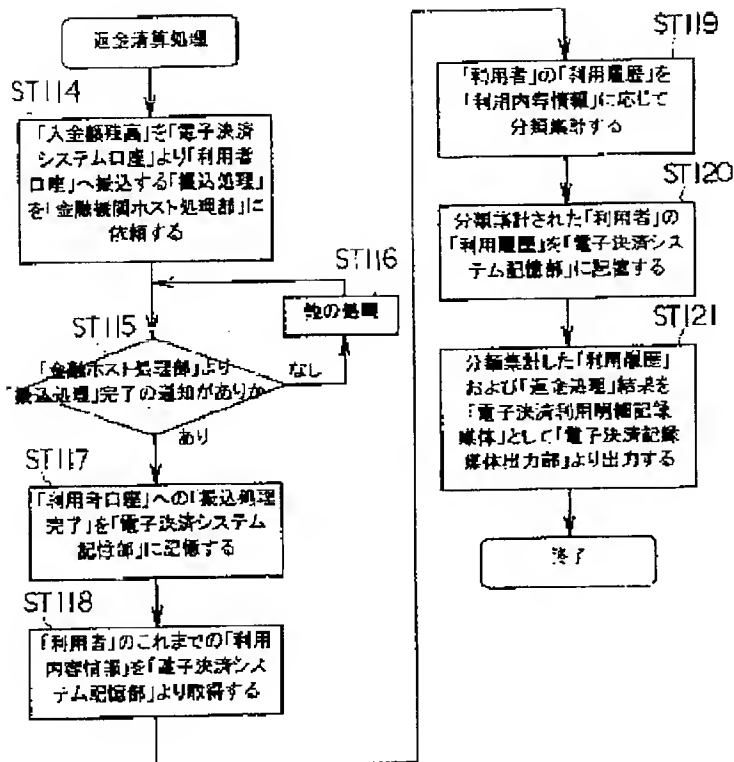 返金清算処理
ST114
「入金額残高」を「電子決済
システム口座」より「利用者
口座」へ振込する「振込処理」
を「金融機関ホスト処理部」に
依頼する
ST116
他の処理
ST115
「金融ホスト処理部」より
「振込処理」完了の通知がありか
なし
あり
ST117
「利用者口座」への「振込処理
完了」を「電子決済システム
記憶部」に記憶する
ST118
「利用者」のこれまでの「利用
内容情報」を「電子決済シス
テム記憶部」より取得する
ST119
「利用者」の「利用履歴」を
「利用内容情報」に応じて
分類集計する
ST120
分類集計された「利用者」の
「利用履歴」を「電子決済シス
テム記憶部」に記憶する
ST121
分類集計した「利用履歴」
および「返金処理」結果を
「電子決済利用明細記録
媒体」として「電子決済記録
媒体出力部」より出力する
終了